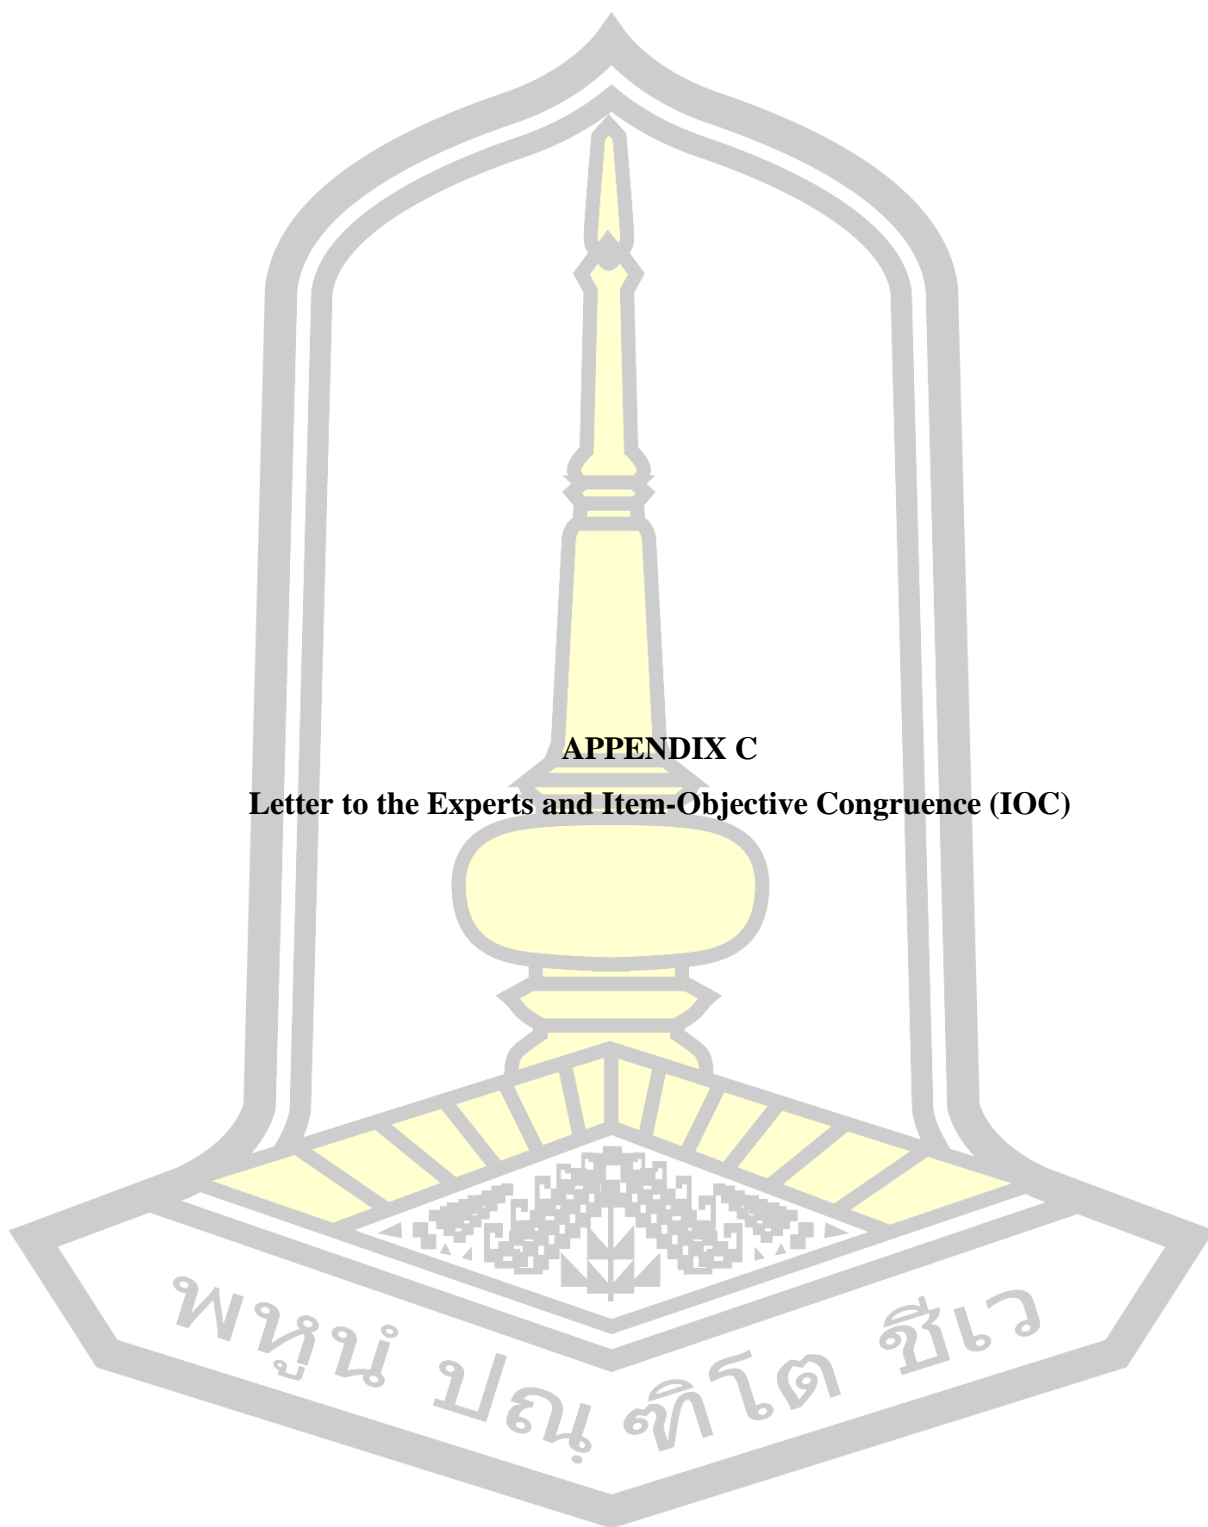 APPENDIX C
Letter to the Experts and Item-Objective Congruence (IOC)
พหูนํ ปณฺฑิโต ชีเว